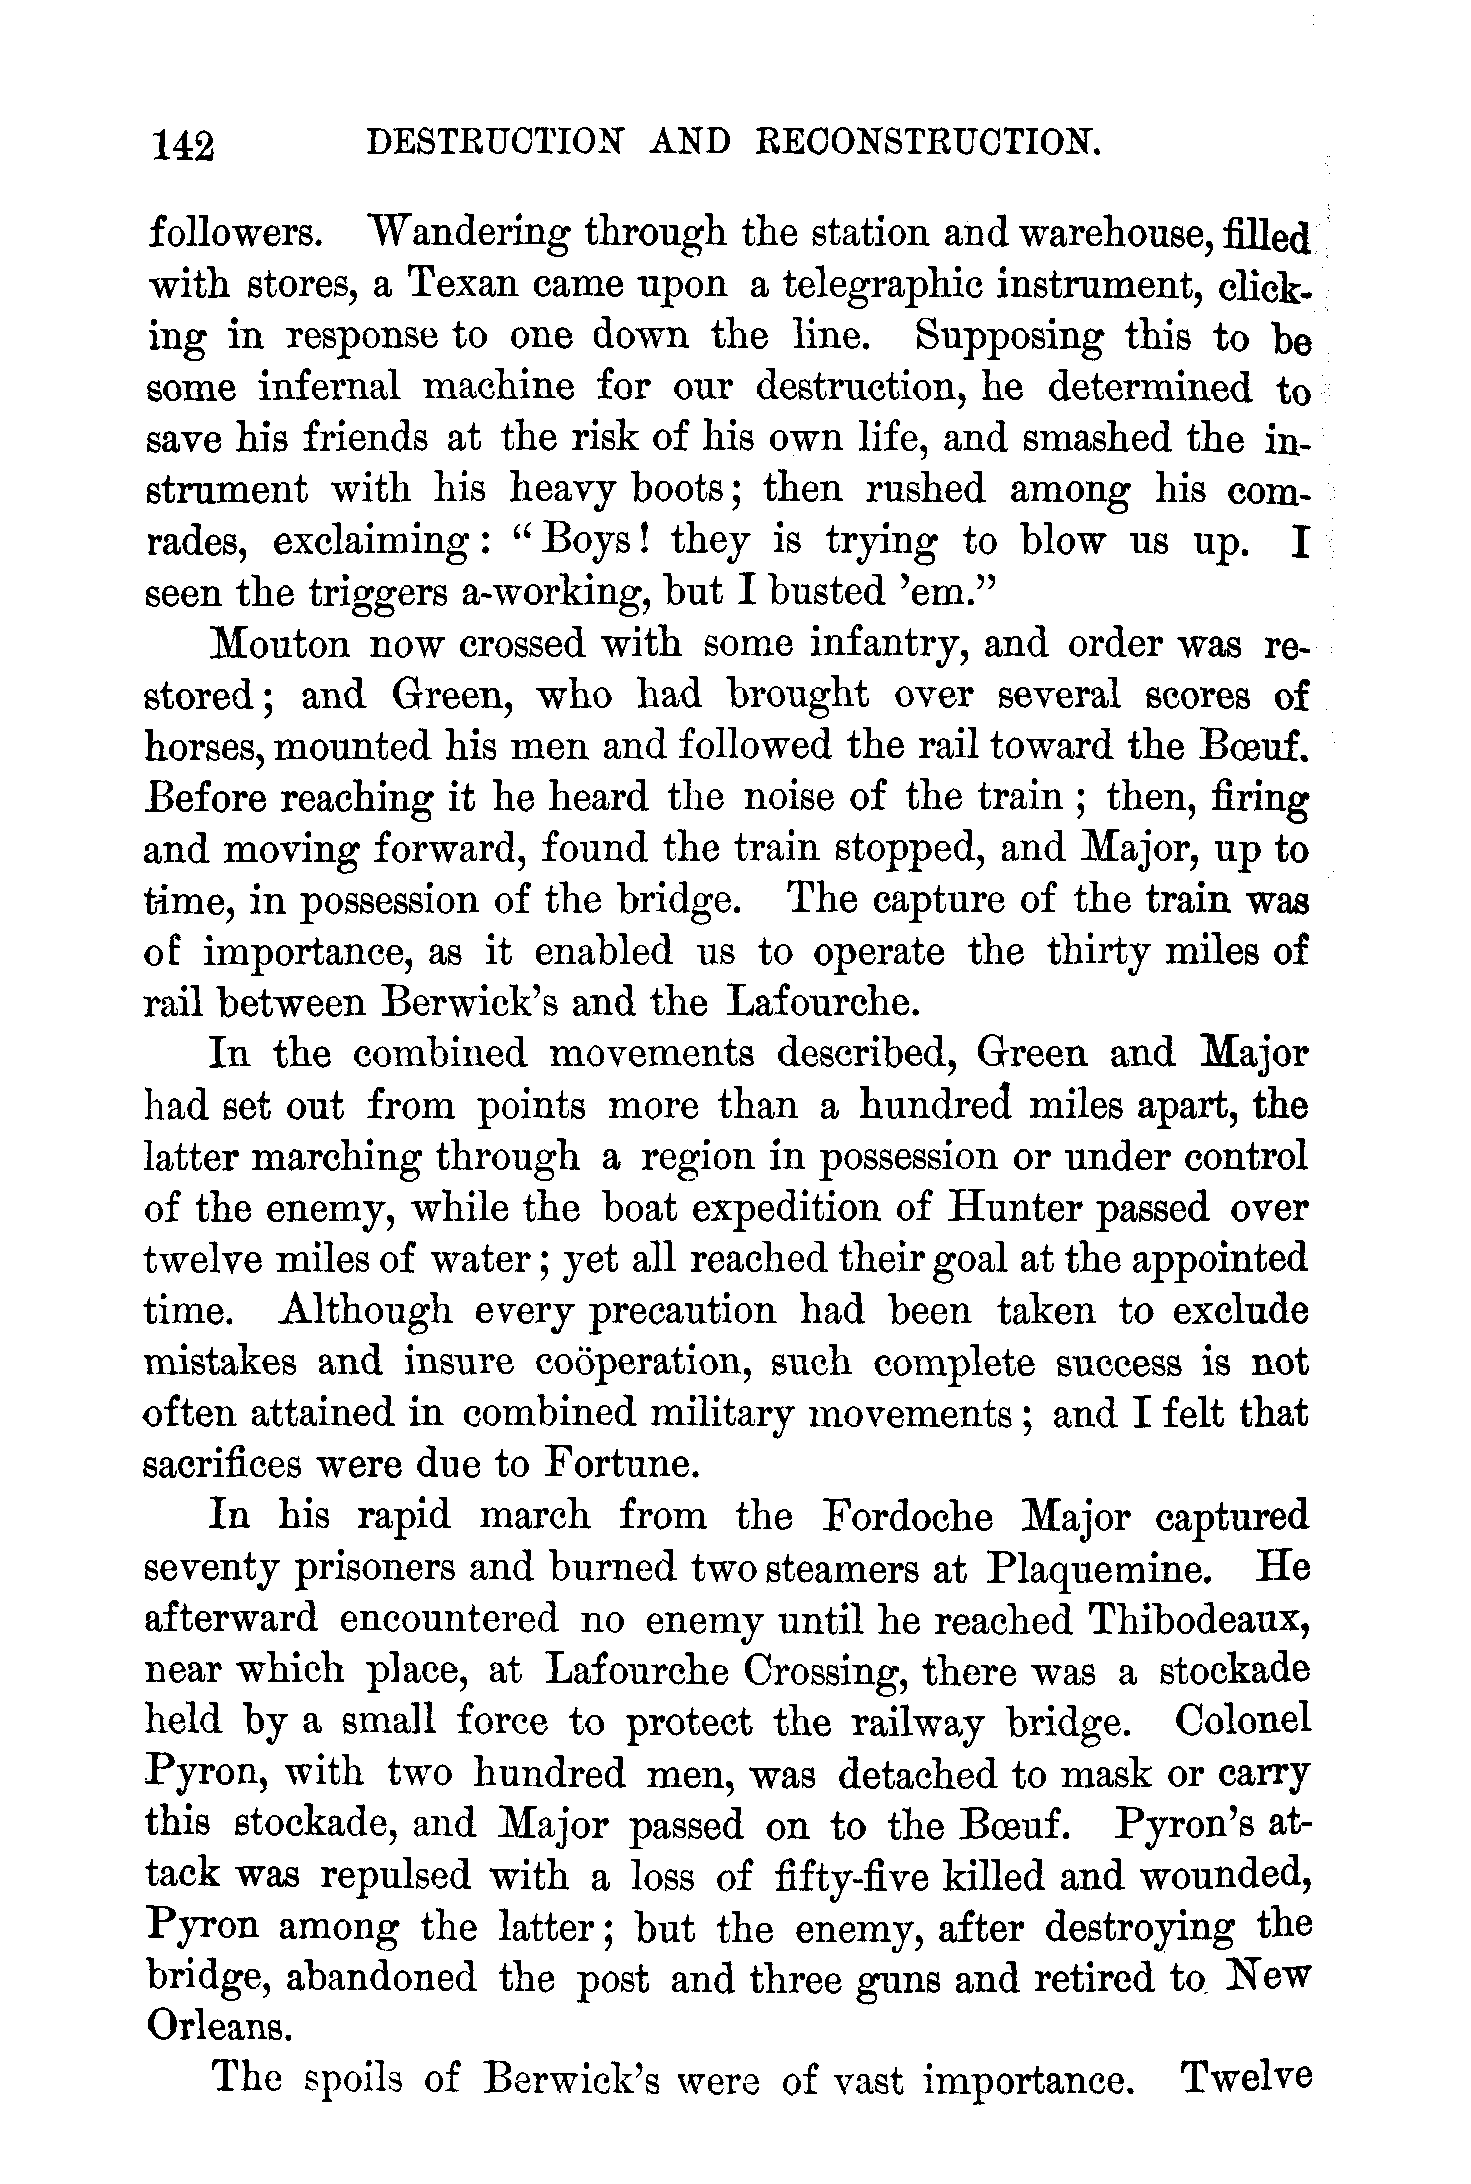 142 DESTRUCTION AND RECONSTRUCTION.
followers. Wandering through the station and warehouse, filled
with stores, a Texan came upon a telegraphic instrument, click-
ing in response to one down the line. Supposing this to be
some infernal machine for our destruction, he determined to
save his friends at the risk of his own life, and smashed the in-
strument with his heavy boots; then rushed among his com-
rades, exclaiming: "Boys! they is trying to blow us up. I
seen the triggers a-working, but I busted 'em."
Mouton now crossed with some infantry, and order was re-
stored; and Green, who had brought over several scores of
horses, mounted his men and followed the rail toward the Bœuf.
Before reaching it he heard the noise of the train; then, firing
and moving forward, found the train stopped, and Major, up to
time, in possession of the bridge. The capture of the train was
of importance, as it enabled us to operate the thirty miles of
rail between Berwick's and the Lafourche.
In the combined movements described, Green and Major
had set out from points more than a hundred miles apart, the
latter marching through a region in possession or under control
of the enemy, while the boat expedition of Hunter passed over
twelve miles of water; yet all reached their goal at the appointed
time. Although every precaution had been taken to exclude
mistakes and insure coöperation, such complete success is not
often attained in combined military movements; and I felt that
sacrifices were due to Fortune.
In his rapid march from the Fordoche Major captured
seventy prisoners and burned two steamers at Plaquemine. He
afterward encountered no enemy until he reached Thibodeaux,
near which place, at Lafourche Crossing, there was a stockade
held by a small force to protect the railway bridge. Colonel
Pyron, with two hundred men, was detached to mask or carry
this stockade, and Major passed on to the Bœuf. Pyron's at-
tack was repulsed with a loss of fifty-five killed and wounded,
Pyron among the latter; but the enemy, after destroying the
bridge, abandoned the post and three guns and retired to New
Orleans.
The spoils of Berwick's were of vast importance. Twelve